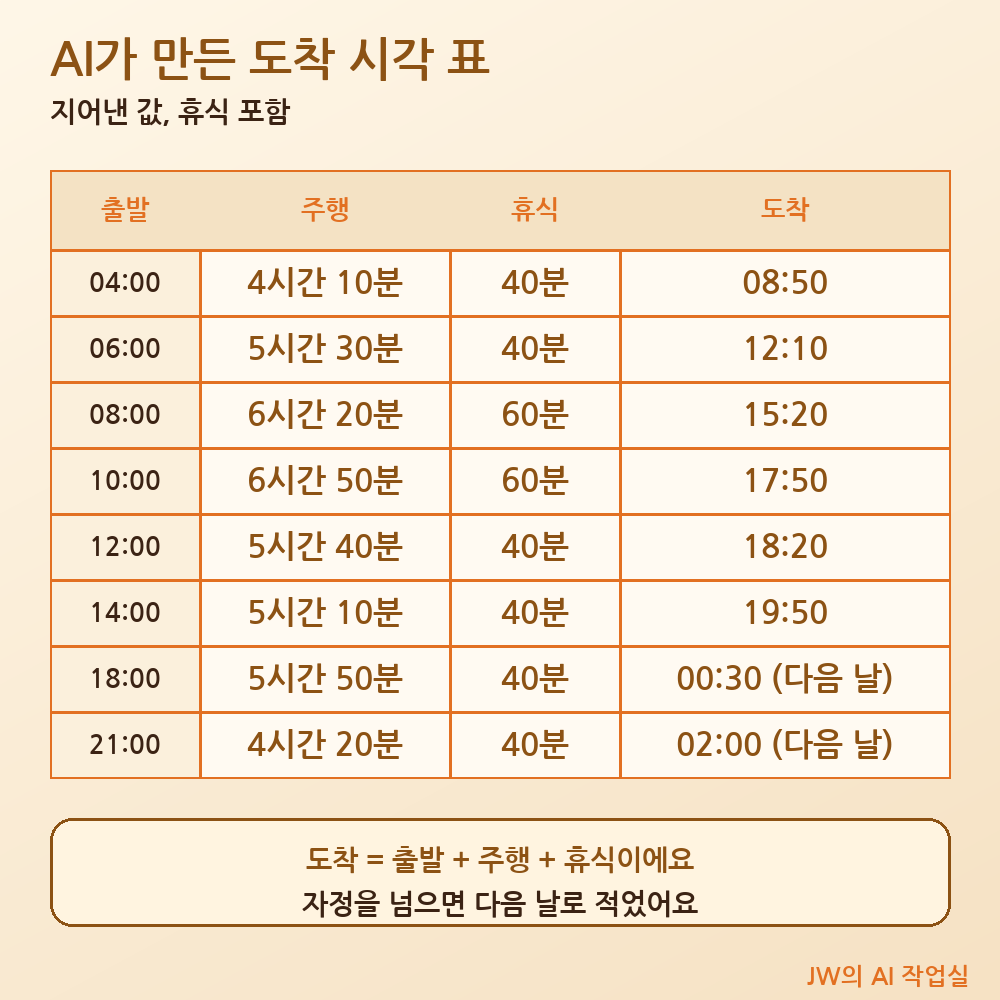 AI가 만든 도착 시각 표
지어낸 값, 휴식 포함
출발 주행 휴식 도착
04:00 4시간 10분 40분 08:50
06:00 5시간 30분 40분 12:10
08:00 6시간 20분 60분 15:20
10:00 6시간 50분 60분 17:50
12:00 5시간 40분 40분 18:20
14:00 5시간 10분 40분 19:50
18:00 5시간 50분 40분 00:30 (다음 날)
21:00 4시간 20분 40분 02:00 (다음 날)
도착 = 출발 + 주행 + 휴식이에요
자정을 넘으면 다음 날로 적었어요
JW의 AI 작업실